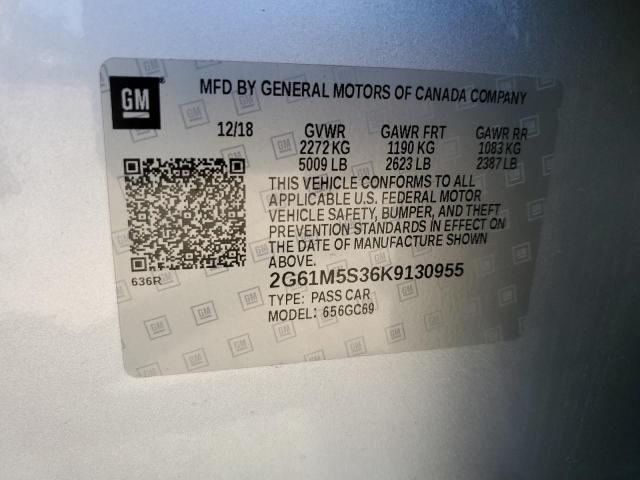 GM
MFD BY GENERAL MOTORS OF CANADA COMPANY
12/18 GVWR GAWR FRT GAWR RR
2272 KG 1190 KG 1083 KG
5009 LB 2623 LB 2387 LB
THIS VEHICLE CONFORMS TO ALL
APPLICABLE U.S. FEDERAL MOTOR
VEHICLE SAFETY, BUMPER, AND THEFT
PREVENTION STANDARDS IN EFFECT ON
THE DATE OF MANUFACTURE SHOWN
ABOVE.
636R
2G61M5S36K9130955
TYPE: PASS CAR
MODEL: 656GC69